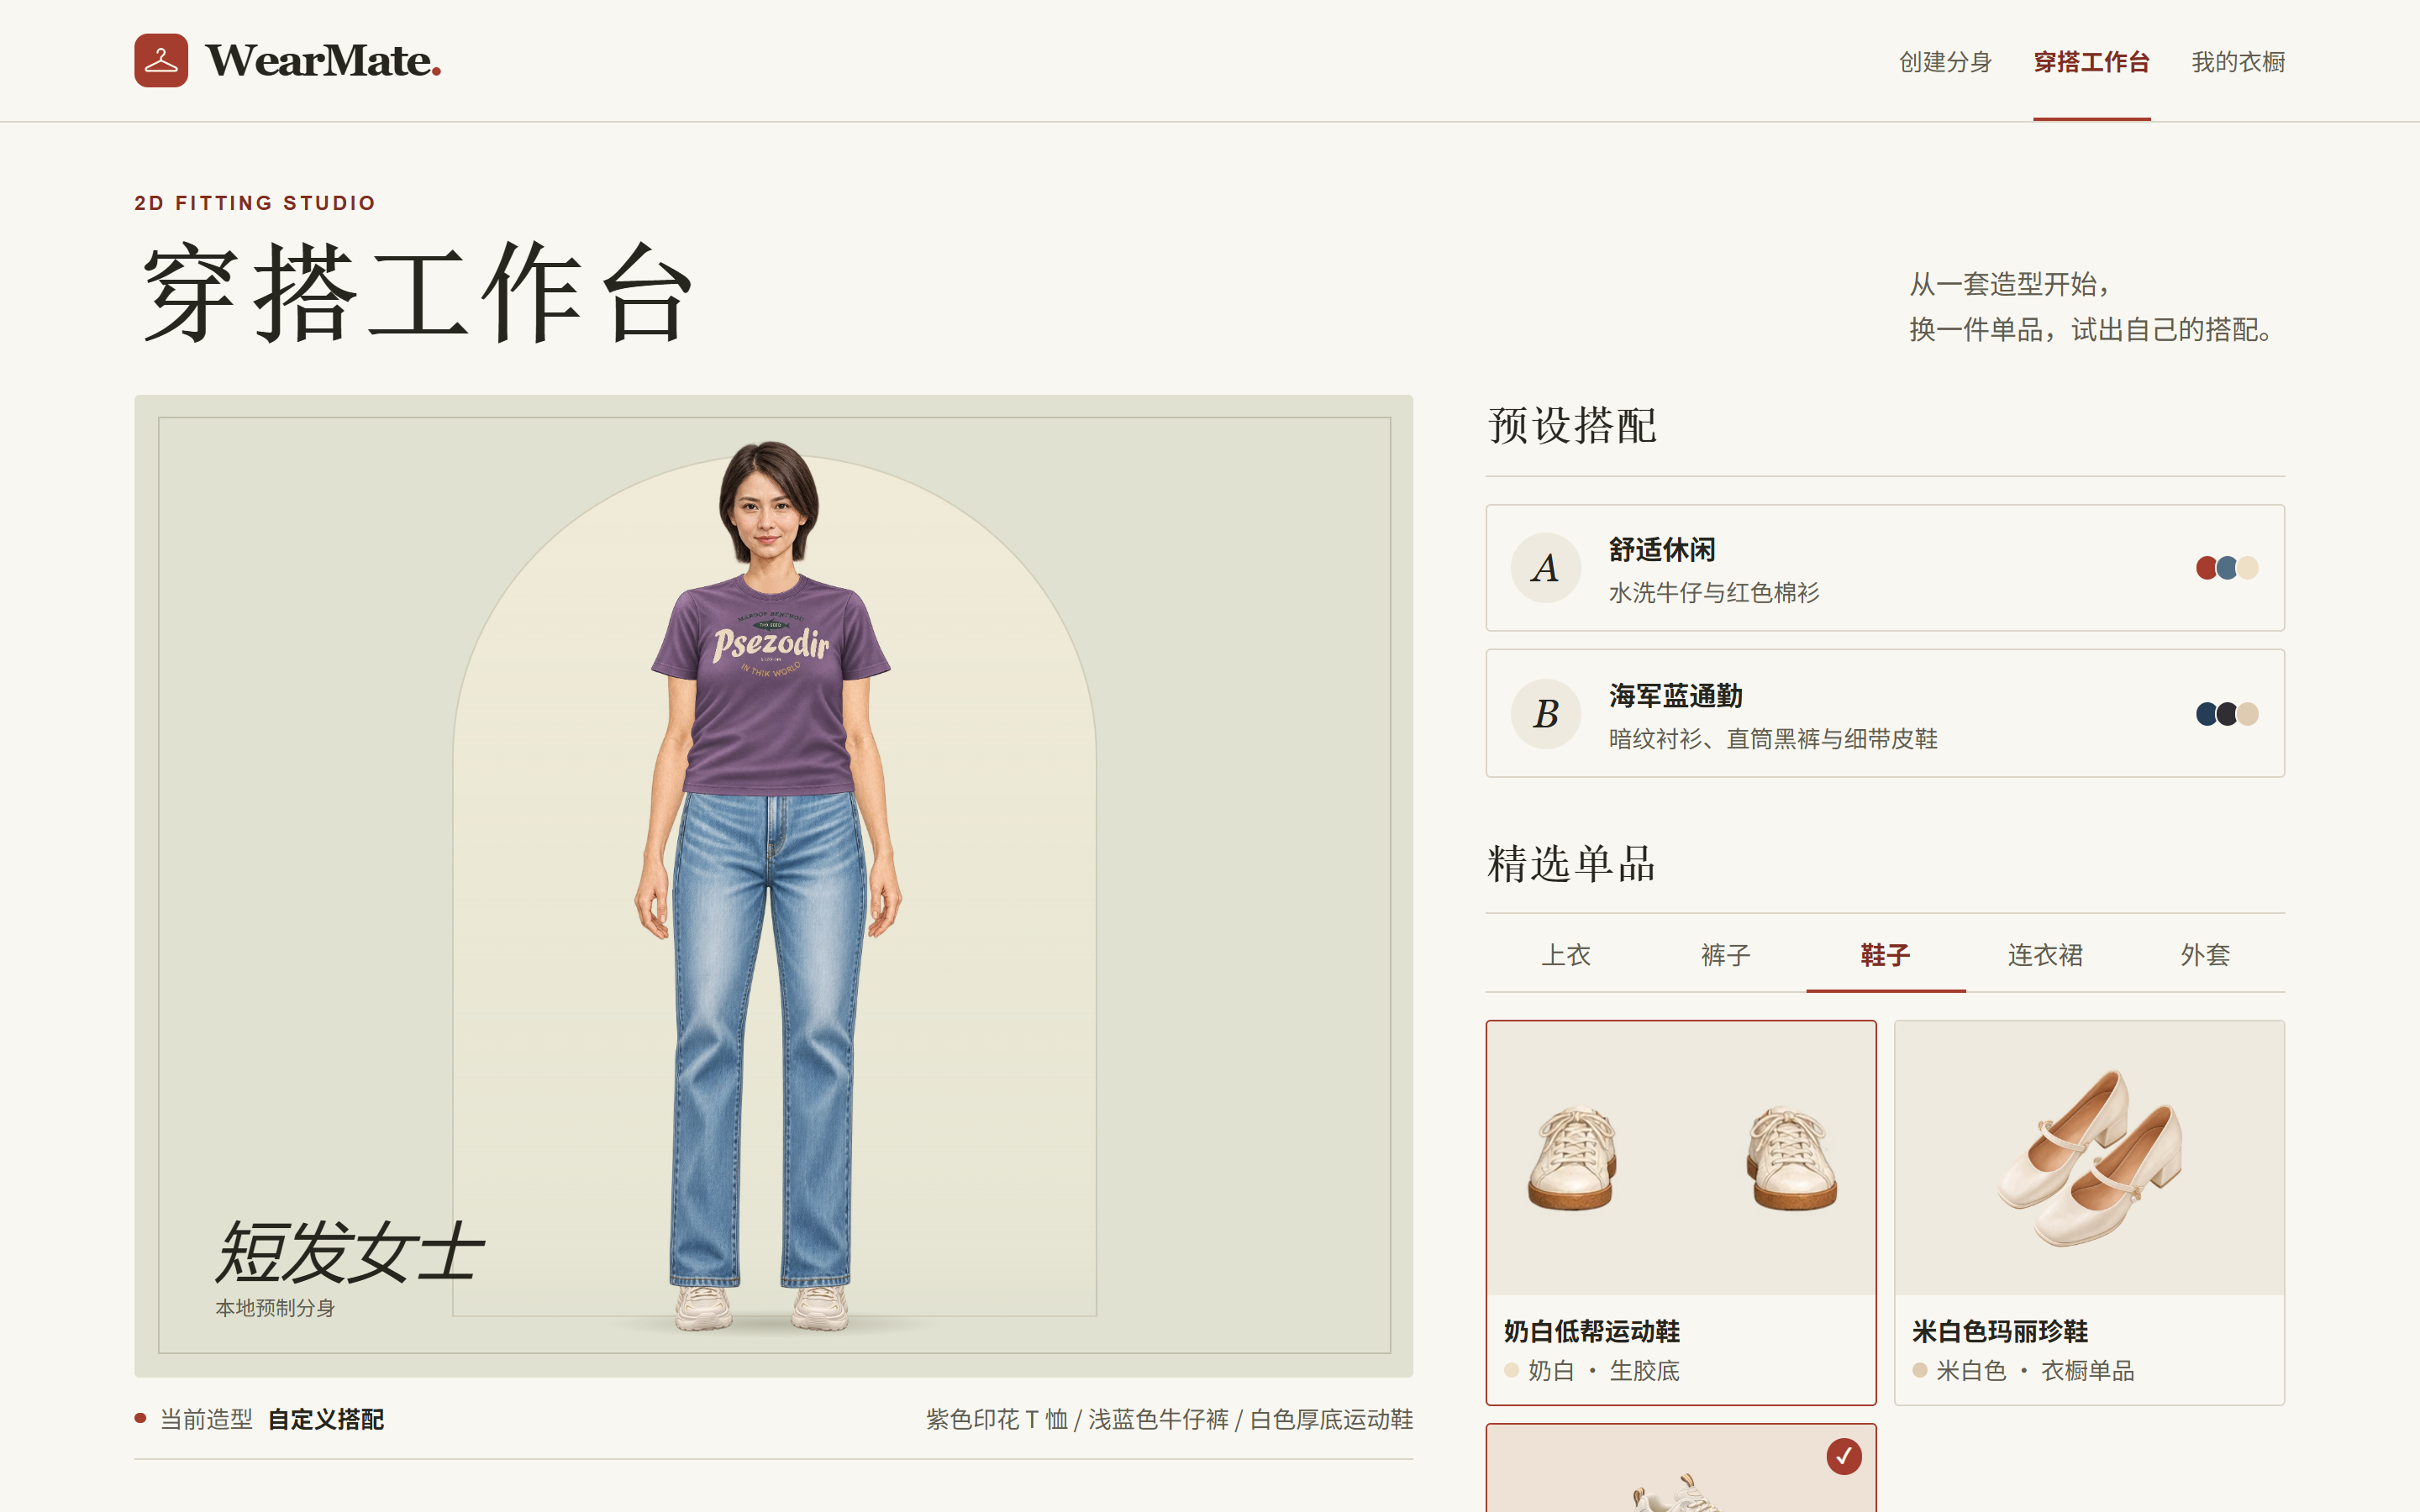 WearMate.
创建分身
穿搭工作台
我的衣橱
2D FITTING STUDIO
穿搭工作台
从一套造型开始，
换一件单品，试出自己的搭配。
Psezodir
IN THIK WORLD
短发女士
本地预制分身
当前造型 自定义搭配
紫色印花 T 恤 / 浅蓝色牛仔裤 / 白色厚底运动鞋
预设搭配
A
舒适休闲
水洗牛仔与红色棉衫
B
海军蓝通勤
暗纹衬衫、直筒黑裤与细带皮鞋
精选单品
上衣
裤子
鞋子
连衣裙
外套
奶白低帮运动鞋
奶白 · 生胶底
米白色玛丽珍鞋
米白色 · 衣橱单品